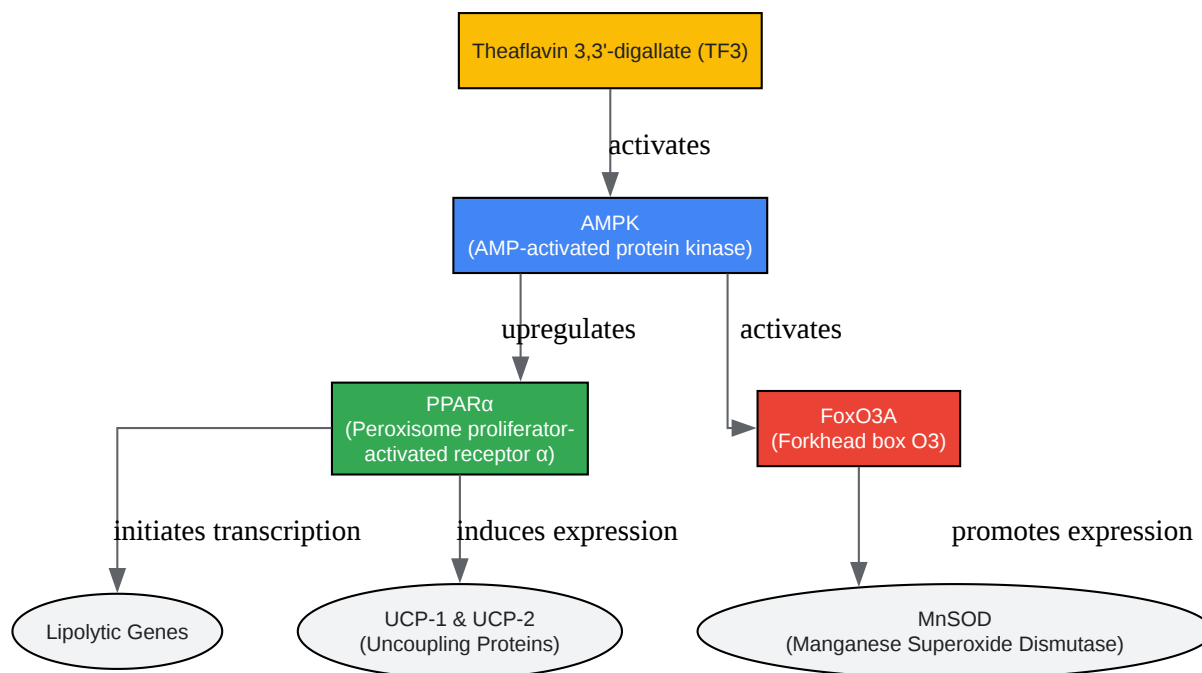 Theaflavin 3,3'-digallate (TF3)
activates
AMPK
(AMP-activated protein kinase)
upregulates
activates
PPARα
(Peroxisome proliferator-
activated receptor α)
FoxO3A
(Forkhead box O3)
initiates transcription
induces expression
promotes expression
Lipolytic Genes
UCP-1 & UCP-2
(Uncoupling Proteins)
MnSOD
(Manganese Superoxide Dismutase)